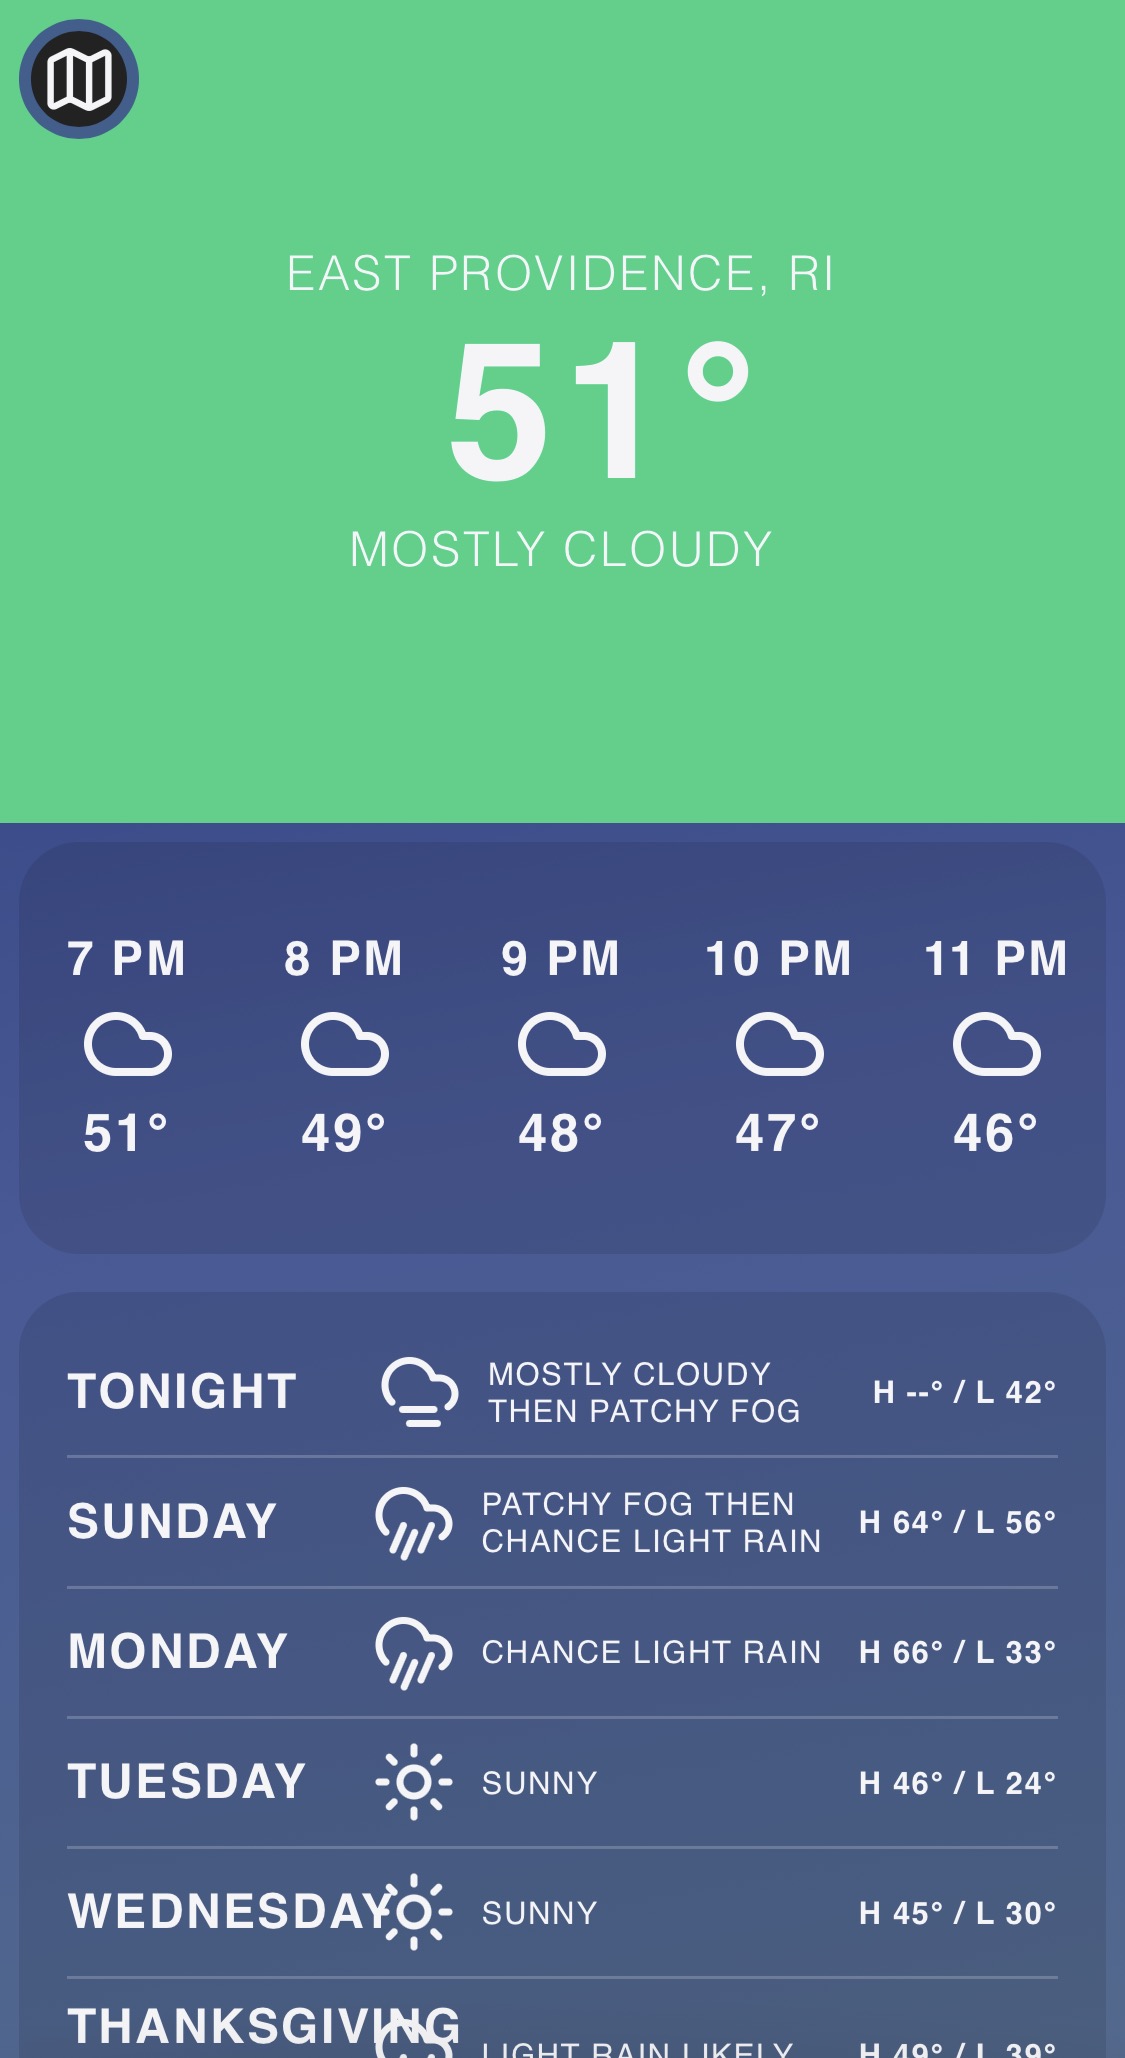 EAST PROVIDENCE, RI
51°
MOSTLY CLOUDY
7 PM 8 PM 9 PM 10 PM 11 PM
51° 49° 48° 47° 46°
TONIGHT MOSTLY CLOUDY THEN PATCHY FOG H --° / L 42°
SUNDAY PATCHY FOG THEN CHANCE LIGHT RAIN H 64° / L 56°
MONDAY CHANCE LIGHT RAIN H 66° / L 33°
TUESDAY SUNNY H 46° / L 24°
WEDNESDAY SUNNY H 45° / L 30°
THANKSGIVING LIGHT RAIN LIKELY H 49° / L 39°